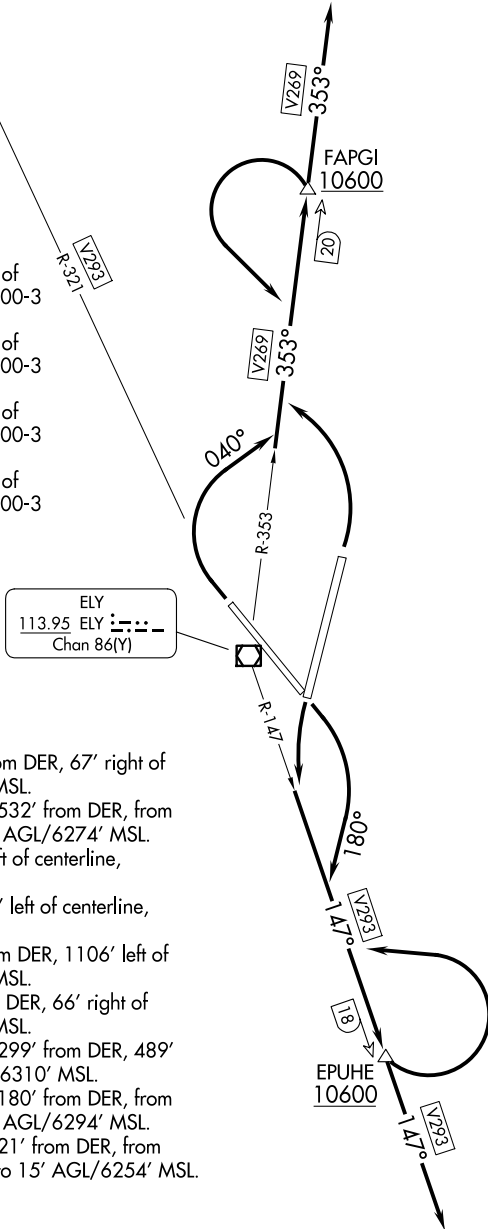 V269
353°
FAPGI
10600
20
V293
R-321
of
00-3
of
00-3
of
00-3
of
00-3
V269
353°
040°
R-353
ELY
113.95 ELY
Chan 86(Y)
R-147
om DER, 67' right of
MSL.
532' from DER, from
AGL/6274' MSL.
ft of centerline,
' left of centerline,
m DER, 1106' left of
MSL.
DER, 66' right of
MSL.
299' from DER, 489'
6310' MSL.
180' from DER, from
AGL/6294' MSL.
21' from DER, from
o 15' AGL/6254' MSL.
180°
147°
V293
18
EPUHE
10600
147°
V293